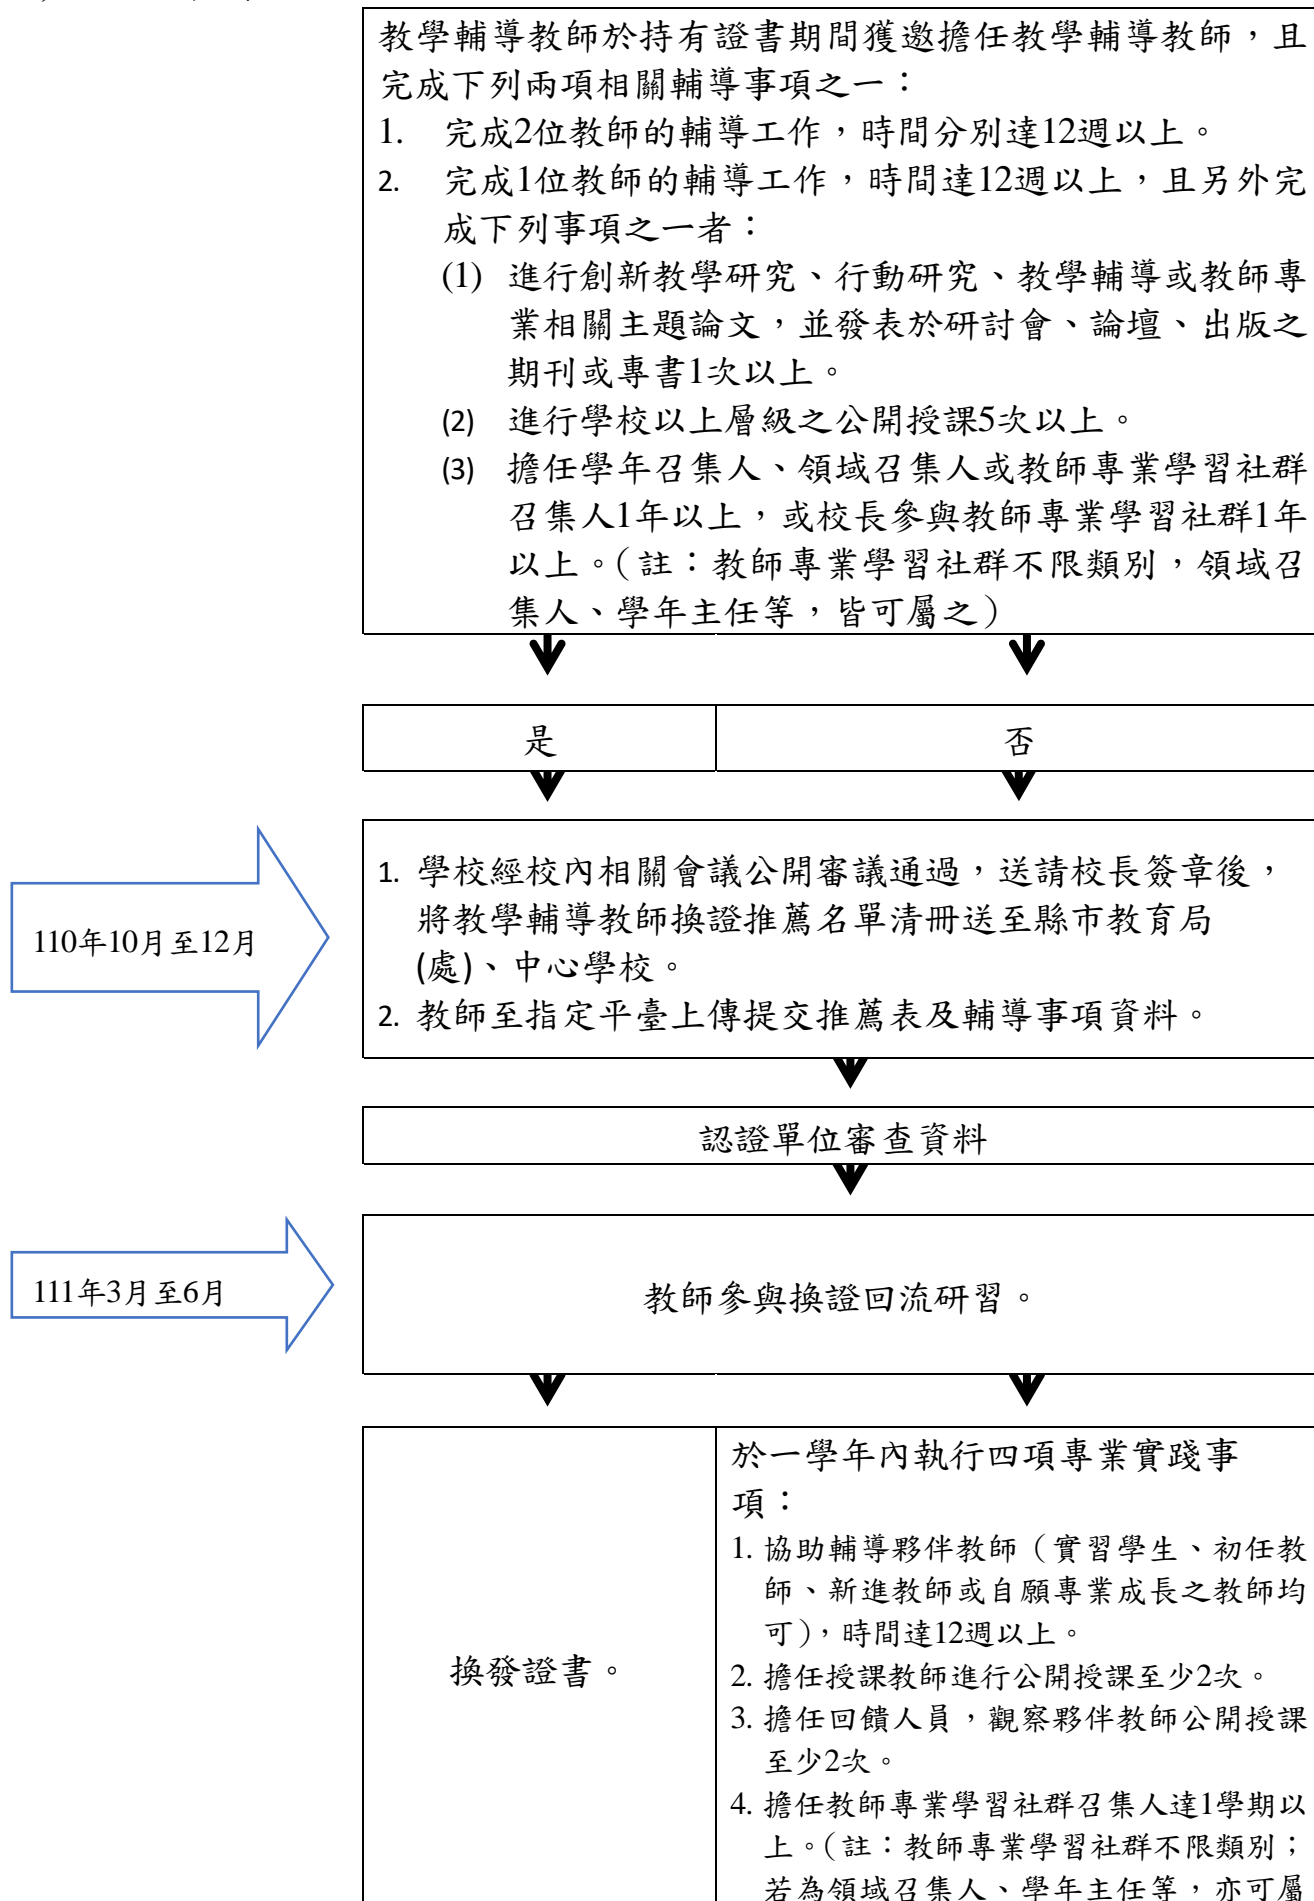 教學輔導教師於持有證書期間獲邀擔任教學輔導教師，且
完成下列兩項相關輔導事項之一：
1. 完成2位教師的輔導工作，時間分別達12週以上。
2. 完成1位教師的輔導工作，時間達12週以上，且另外完
成下列事項之一者：
(1) 進行創新教學研究、行動研究、教學輔導或教師專
業相關主題論文，並發表於研討會、論壇、出版之
期刊或專書1次以上。
(2) 進行學校以上層級之公開授課5次以上。
(3) 擔任學年召集人、領域召集人或教師專業學習社群
召集人1年以上，或校長參與教師專業學習社群1年
以上。（註：教師專業學習社群不限類別，領域召
集人、學年主任等，皆可屬之）
是
否
110年10月至12月
1. 學校經校內相關會議公開審議通過，送請校長簽章後，
將教學輔導教師換證推薦名單清冊送至縣市教育局
(處)、中心學校。
2. 教師至指定平臺上傳提交推薦表及輔導事項資料。
認證單位審查資料
111年3月至6月
教師參與換證回流研習。
換發證書。
於一學年內執行四項專業實踐事
項：
1. 協助輔導夥伴教師（實習學生、初任教
師、新進教師或自願專業成長之教師均
可），時間達12週以上。
2. 擔任授課教師進行公開授課至少2次。
3. 擔任回饋人員，觀察夥伴教師公開授課
至少2次。
4. 擔任教師專業學習社群召集人達1學期以
上。（註：教師專業學習社群不限類別；
若為領域召集人、學年主任等，亦可屬